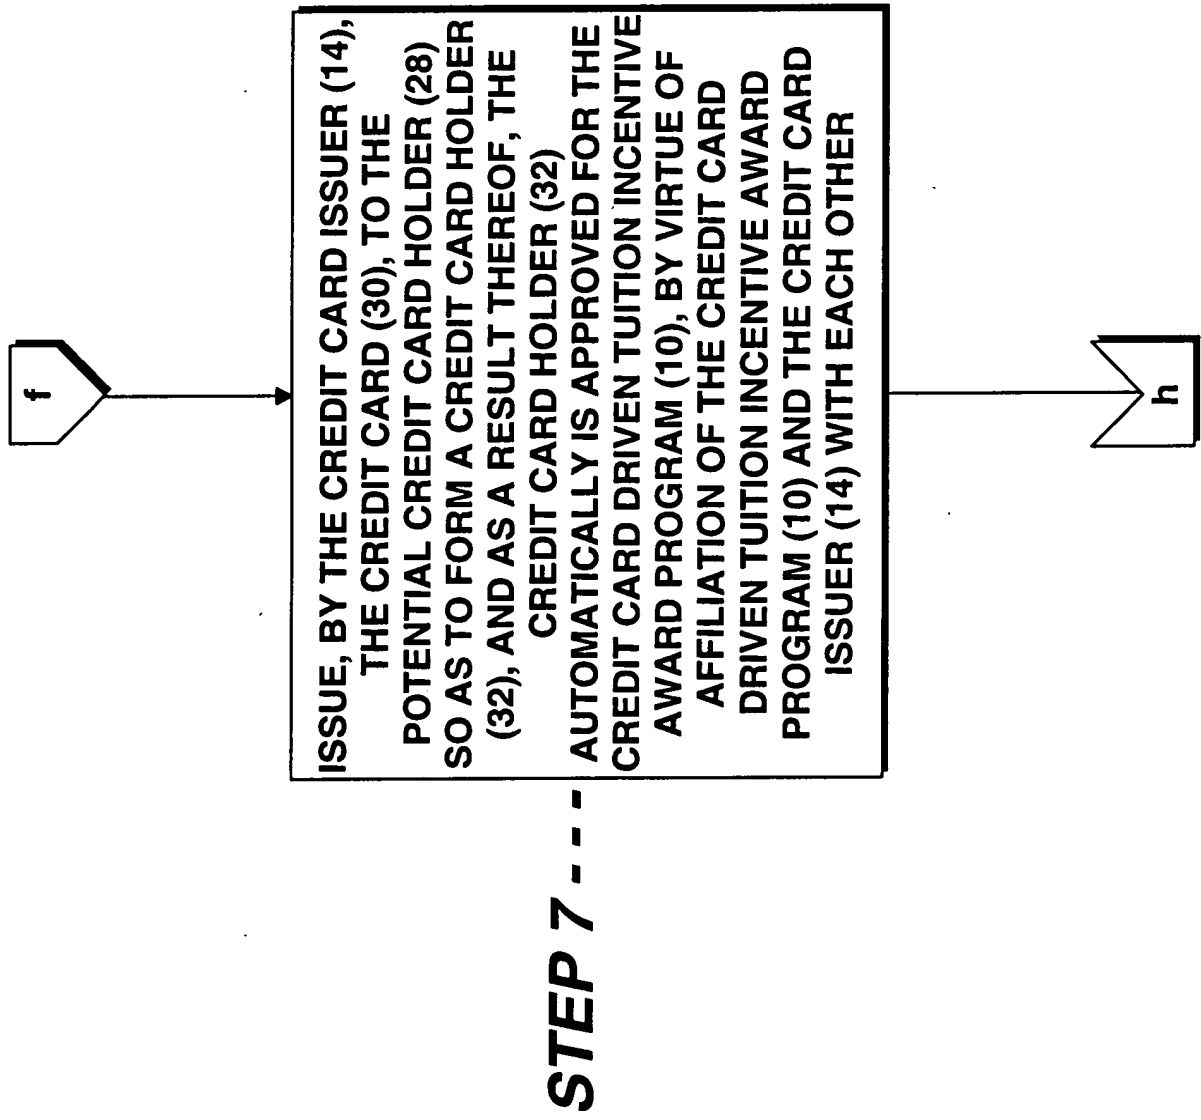 f
ISSUE, BY THE CREDIT CARD ISSUER (14),
THE CREDIT CARD (30), TO THE
POTENTIAL CREDIT CARD HOLDER (28)
SO AS TO FORM A CREDIT CARD HOLDER
(32), AND AS A RESULT THEREOF, THE
CREDIT CARD HOLDER (32)
AUTOMATICALLY IS APPROVED FOR THE
CREDIT CARD DRIVEN TUITION INCENTIVE
AWARD PROGRAM (10), BY VIRTUE OF
AFFILIATION OF THE CREDIT CARD
DRIVEN TUITION INCENTIVE AWARD
PROGRAM (10) AND THE CREDIT CARD
ISSUER (14) WITH EACH OTHER
STEP 7 - - -
h